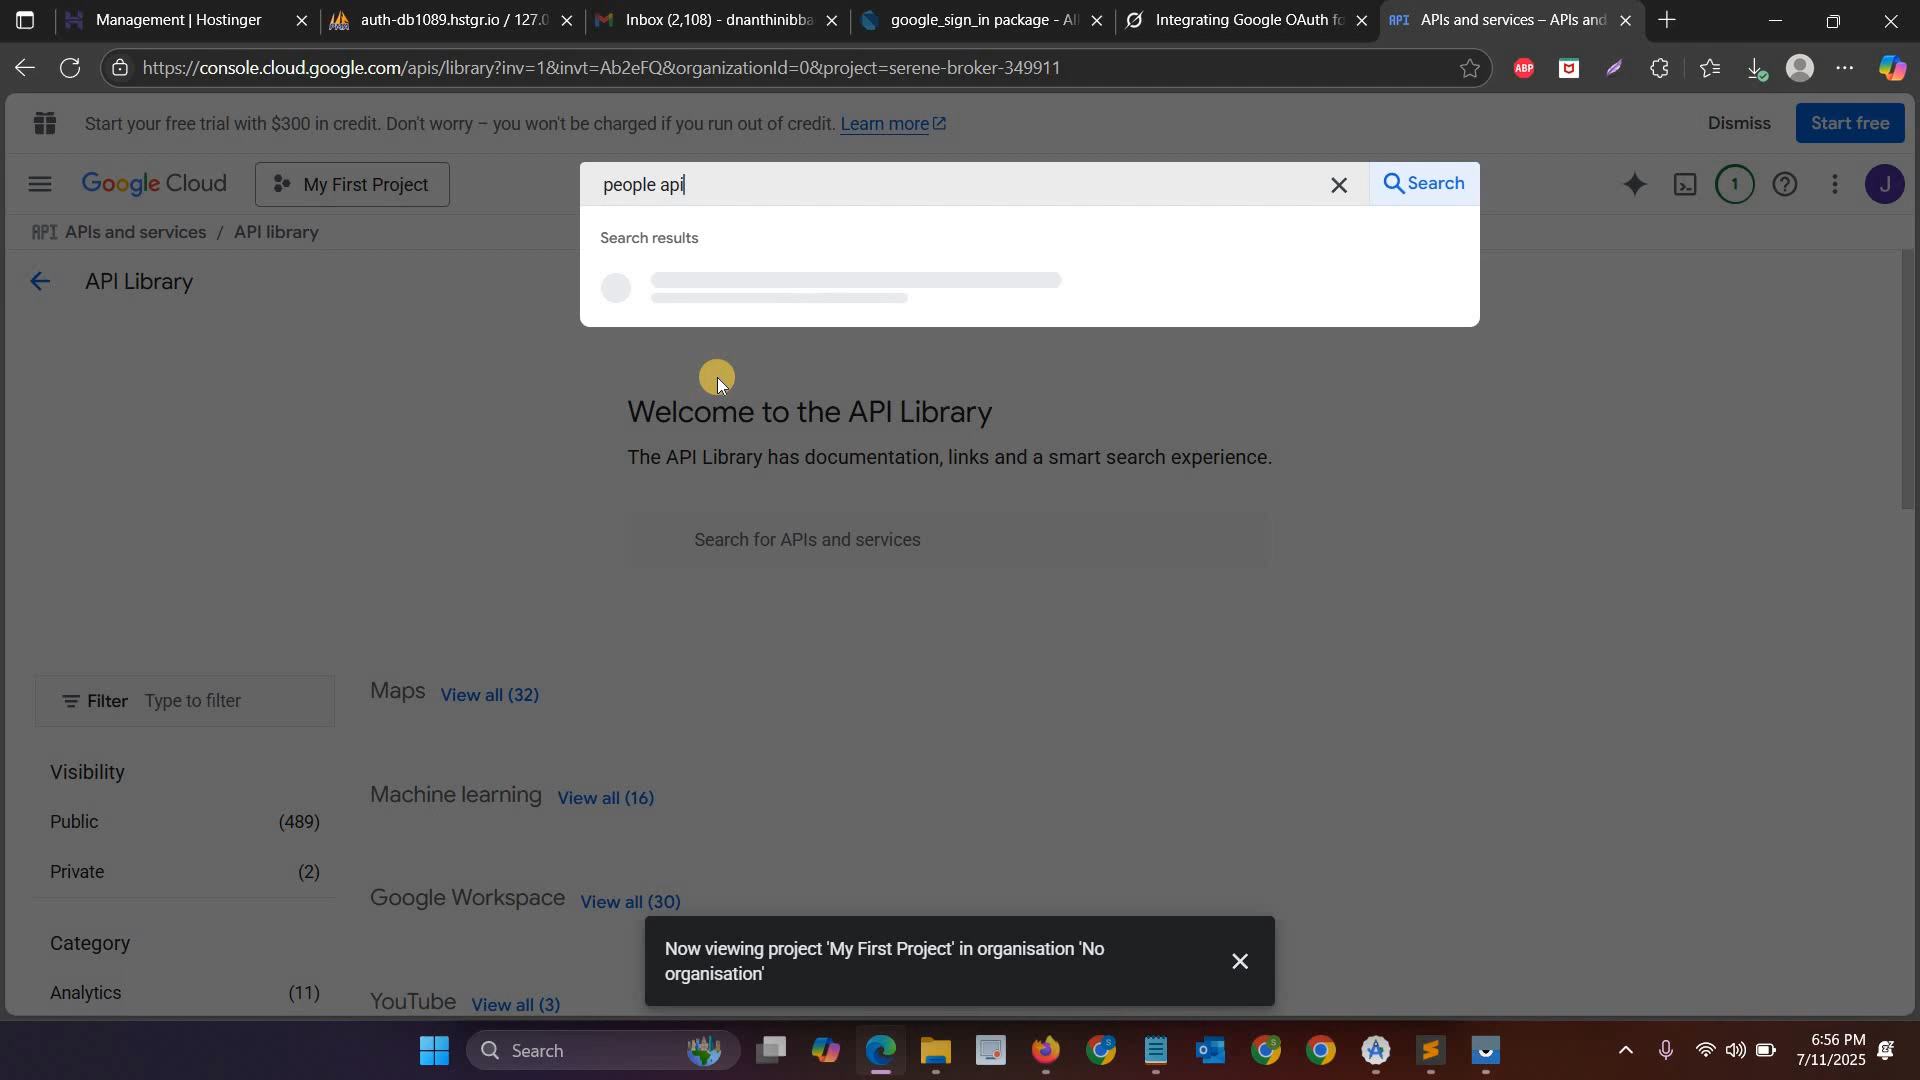 Management | Hostinger
auth-db1089.hstgr.io / 127.0
Inbox (2,108) - dnanthinibba
google_sign_in package - All
Integrating Google OAuth fo
API APIs and services – APIs and
https://console.cloud.google.com/apis/library?inv=1&invt=Ab2eFQ&organizationId=0&project=serene-broker-349911
ABP
Start your free trial with $300 in credit. Don't worry – you won't be charged if you run out of credit. Learn more
Dismiss
Start free
Google Cloud
My First Project
people api
Search
1
J
API APIs and services / API library
Search results
API Library
Welcome to the API Library
The API Library has documentation, links and a smart search experience.
Search for APIs and services
Filter Type to filter
Maps View all (32)
Visibility
Machine learning View all (16)
Public (489)
Private (2)
Google Workspace View all (30)
Category
Now viewing project 'My First Project' in organisation 'No
organisation'
Analytics (11)
YouTube View all (3)
Search
6:56 PM
7/11/2025